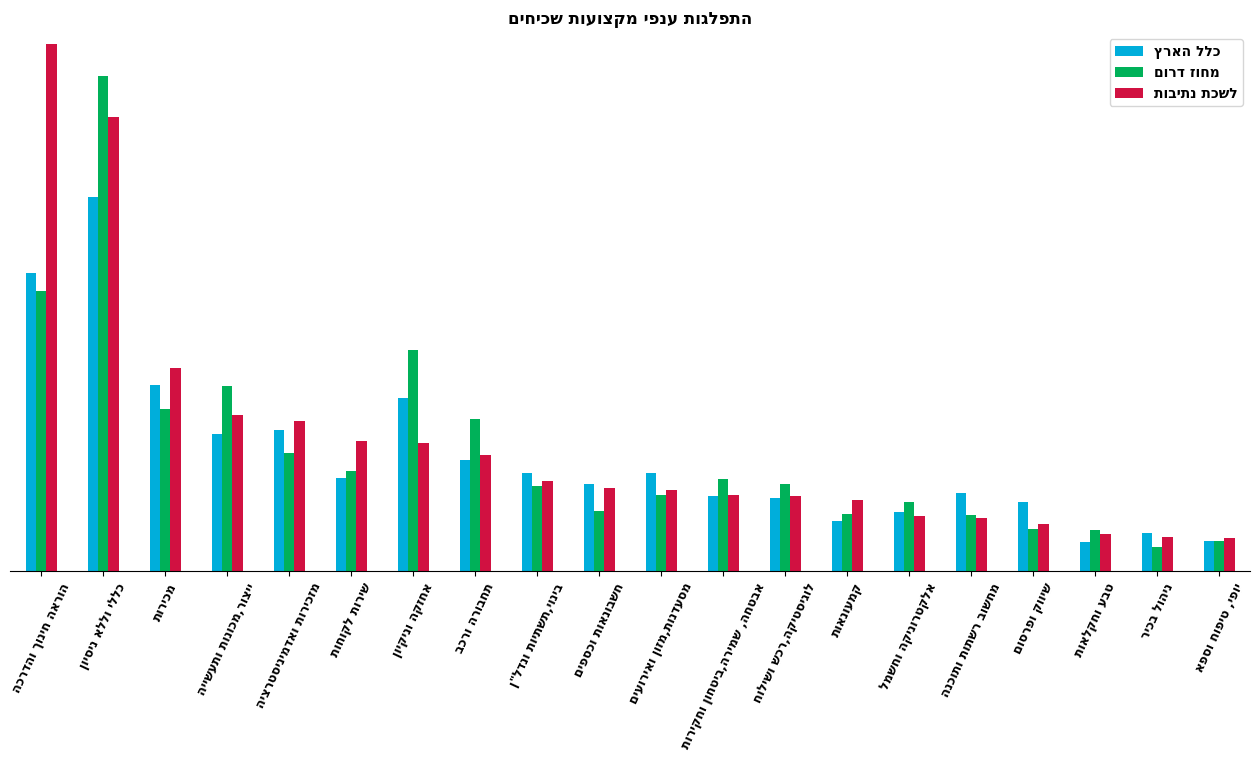 התפלגות ענפי מקצועות שכיחים
כלל הארץ
מחוז דרום
לשכת נתיבות
הוראה חינוך והדרכה
כללי וללא ניסיון
מכירות
ייצור,מכונות ותעשייה
מזכירות ואדמיניסטרציה
שירות לקוחות
אחזקה וניקיון
תחבורה ורכב
בינוי,תשתיות ונדל"ן
חשבונאות וכספים
מסעדנות,מזון ואירועים
אבטחה, שמירה,ביטחון וחקירות
לוגיסטיקה,רכש ושילוח
קמעונאות
אלקטרוניקה וחשמל
מחשוב רשתות ותוכנה
שיווק ופרסום
טבע וחקלאות
ניהול בכיר
יופי, טיפוח וספא